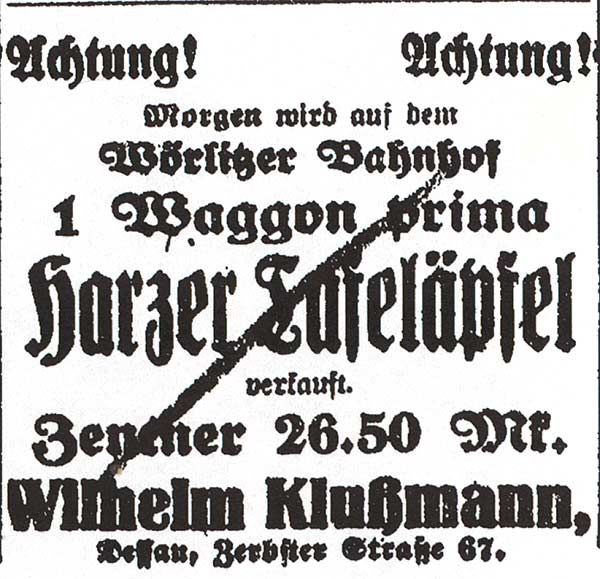 Achtung! Achtung!
Morgen wird auf dem
Wörlitzer Bahnhof
1 Waggon prima
Harzer Tafeläpfel
verkauft.
Zentner 26.50 Mk.
Wilhelm Klußmann,
Dessau, Zerbster Straße 67.